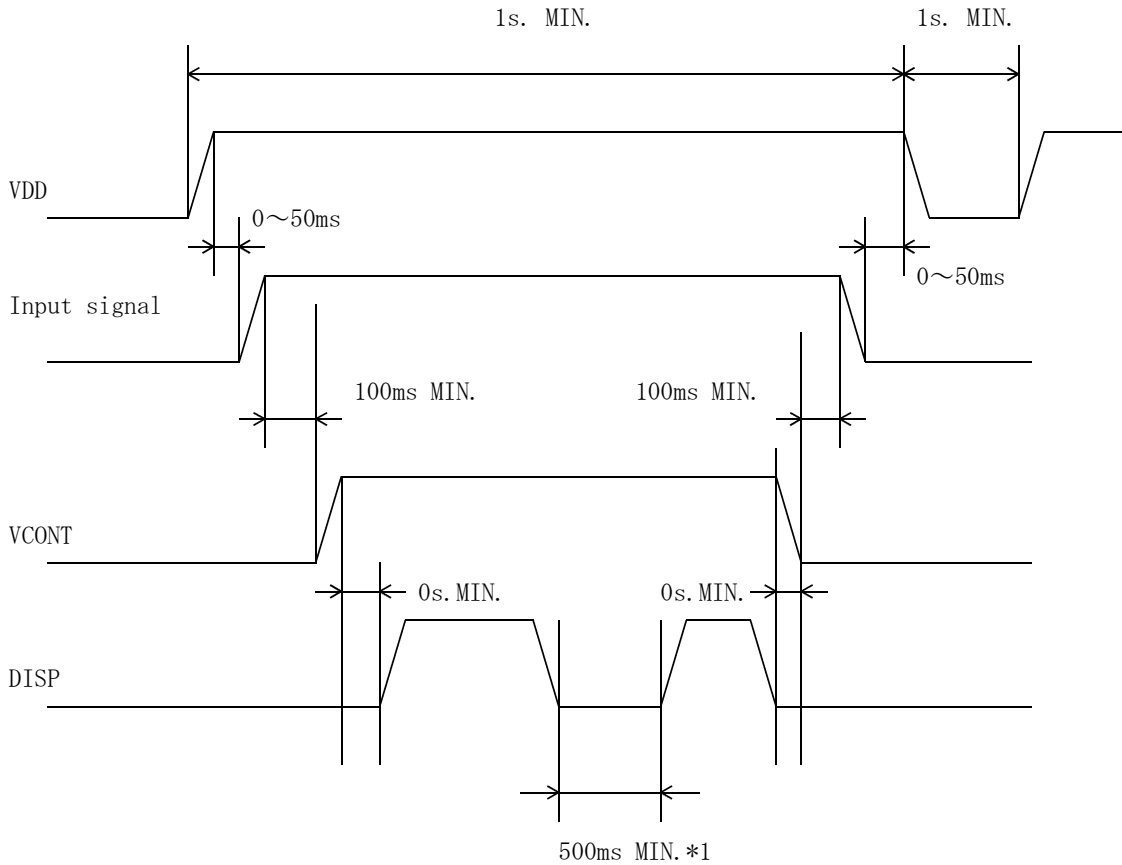 1s. MIN.
1s. MIN.
VDD
0～50ms
0～50ms
Input signal
100ms MIN.
100ms MIN.
VCONT
0s.MIN.
0s.MIN.
DISP
500ms MIN.*1